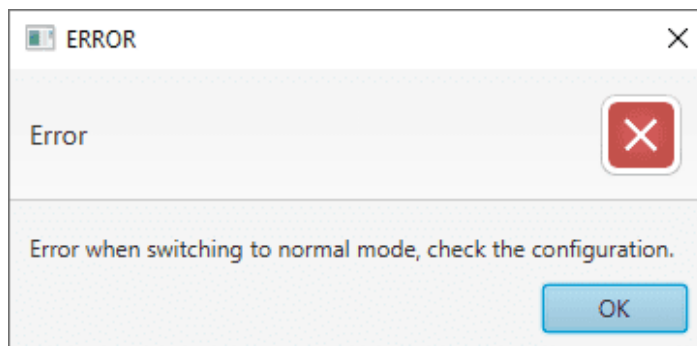 ERROR
Error
Error when switching to normal mode, check the configuration.
OK